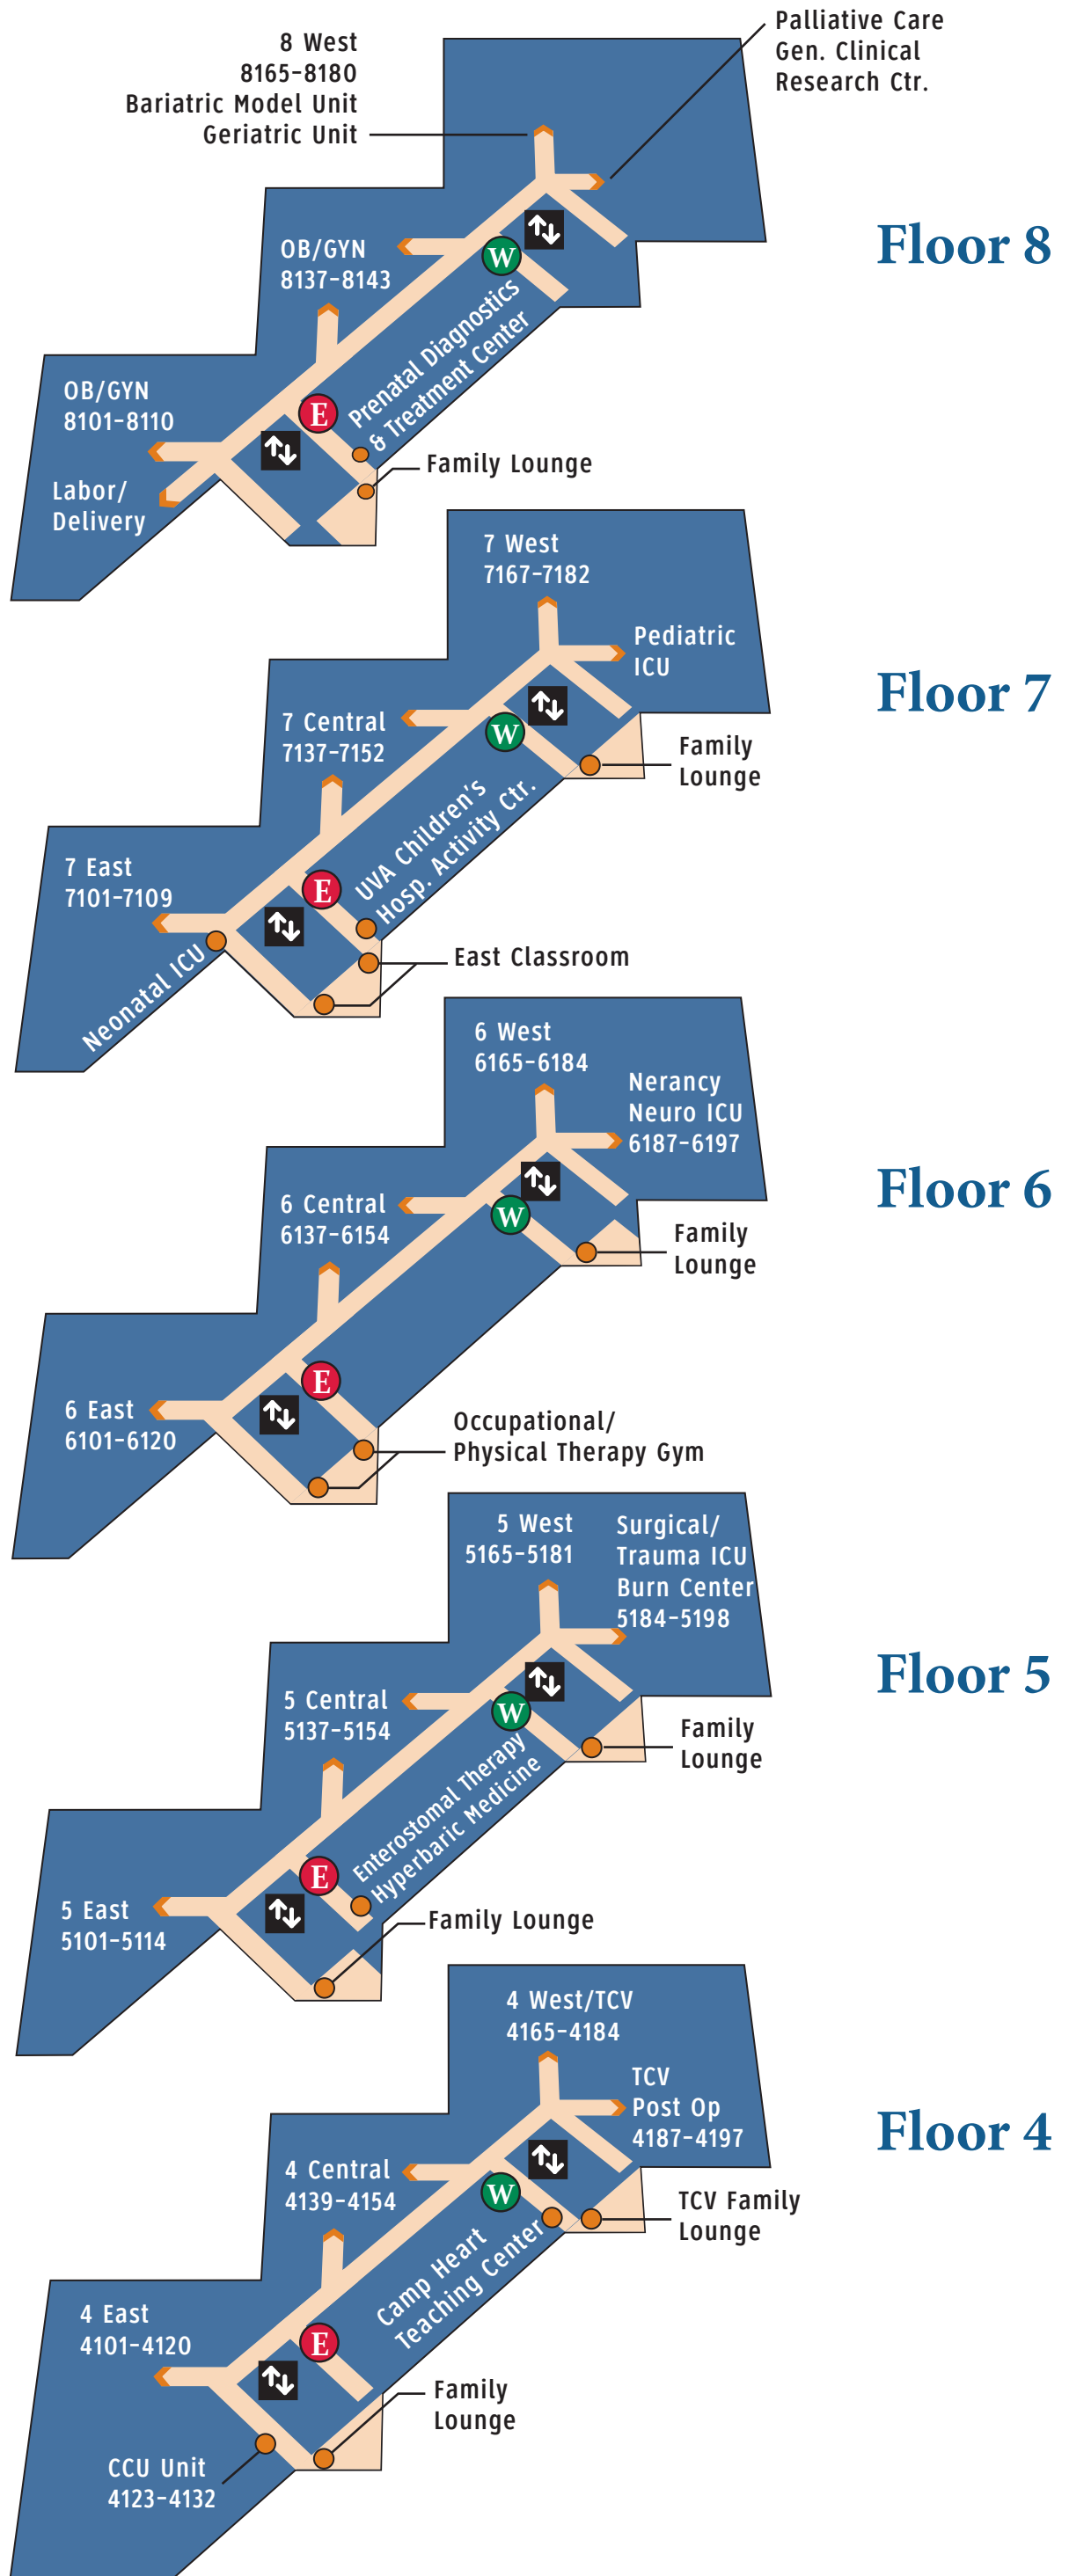 Palliative Care
Gen. Clinical
Research Ctr.
8 West
8165-8180
Bariatric Model Unit
Geriatric Unit
Floor 8
OB/GYN
8137-8143
W
Prenatal Diagnostics
& Treatment Center
OB/GYN
8101-8110
E
Family Lounge
Labor/
Delivery
7 West
7167-7182
Pediatric
ICU
Floor 7
7 Central
7137-7152
W
Family
Lounge
UVA Children's
Hosp. Activity Ctr.
7 East
7101-7109
E
Neonatal ICU
East Classroom
6 West
6165-6184
Nerancy
Neuro ICU
6187-6197
Floor 6
6 Central
6137-6154
W
Family
Lounge
E
6 East
6101-6120
Occupational/
Physical Therapy Gym
5 West
5165-5181
Surgical/
Trauma ICU
Burn Center
5184-5198
Floor 5
5 Central
5137-5154
W
Family
Lounge
Enterostomal Therapy
Hyperbaric Medicine
E
5 East
5101-5114
Family Lounge
4 West/TCV
4165-4184
TCV
Post Op
4187-4197
Floor 4
4 Central
4139-4154
W
TCV Family
Lounge
Camp Heart
Teaching Center
4 East
4101-4120
E
Family
Lounge
CCU Unit
4123-4132